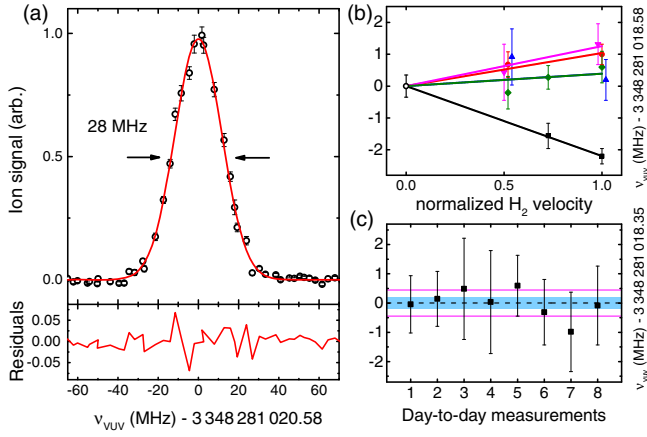 (a)
Ion signal (arb.)
1.0
0.5
0.0
28 MHz
Residuals
0.05
0.00
-0.05
-60 -40 -20 0 20 40 60
ν_VUV (MHz) - 3 348 281 020.58
(b)
2
1
0
-1
-2
0.0 0.5 1.0
normalized H₂ velocity
ν_VUV (MHz) - 3 348 281 018.58
(c)
2
1
0
-1
-2
1 2 3 4 5 6 7 8
Day-to-day measurements
ν_VUV (MHz) - 3 348 281 018.35